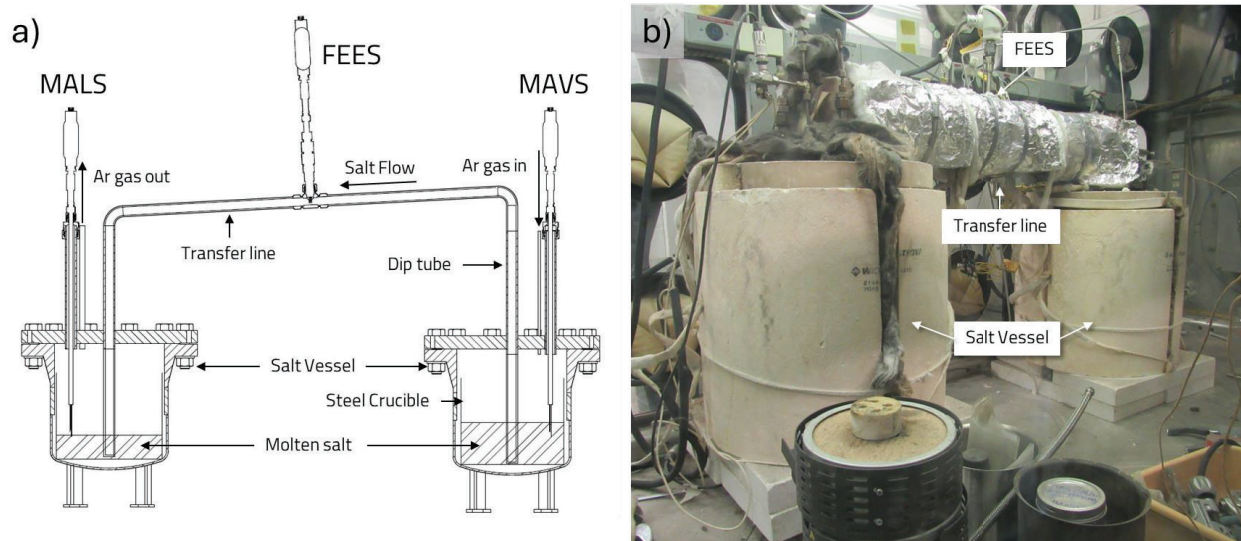 a)
FEES
MALS
MAVS
Ar gas out
Salt Flow
Ar gas in
Transfer line
Dip tube
Salt Vessel
Steel Crucible
Molten salt
b)
FEES
Transfer line
Salt Vessel